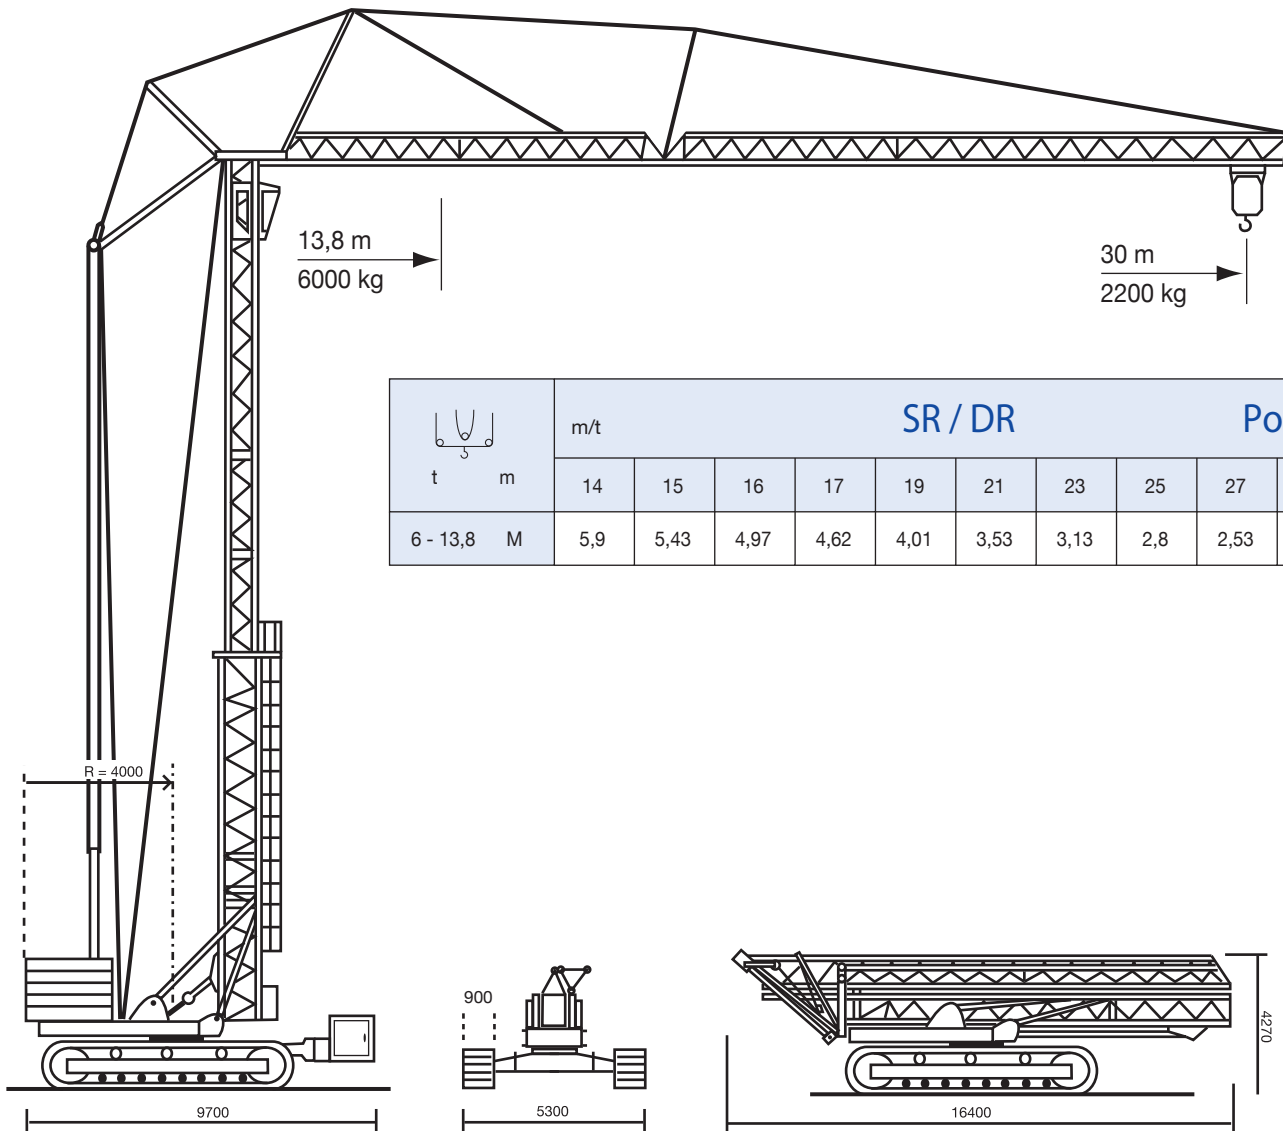 13,8 m
6000 kg
30 m
2200 kg
m/t SR / DR Po
t m 14 15 16 17 19 21 23 25 27
6 - 13,8 M 5,9 5,43 4,97 4,62 4,01 3,53 3,13 2,8 2,53
R = 4000
900
4270
9700
5300
16400